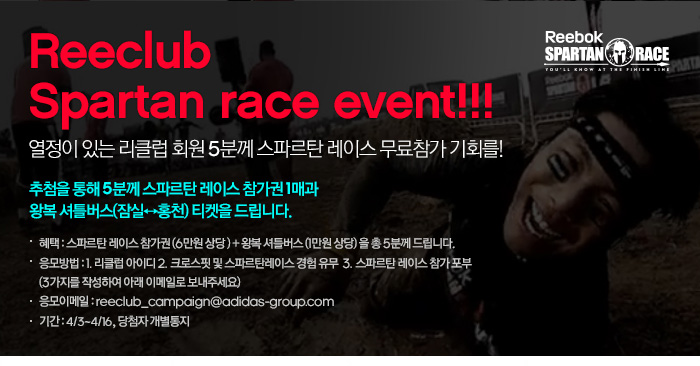 Reebok
SPARTAN RACE
YOU'LL KNOW AT THE FINISH LINE
Reeclub
Spartan race event!!!
열정이 있는 리클럽 회원 5분께 스파르탄 레이스 무료참가 기회를!
추첨을 통해 5분께 스파르탄 레이스 참가권 1매과
왕복 셔틀버스(잠실↔홍천) 티켓을 드립니다.
· 혜택 : 스파르탄 레이스 참가권 (6만원 상당 ) + 왕복 셔틀버스 (1만원 상당) 을 총 5분께 드립니다.
· 응모방법 : 1. 리클럽 아이디 2. 크로스핏 및 스파르탄레이스 경험 유무 3. 스파르탄 레이스 참가 포부
(3가지를 작성하여 아래 이메일로 보내주세요)
· 응모이메일 : reeclub_campaign@adidas-group.com
· 기간 : 4/3~4/16, 당첨자 개별통지